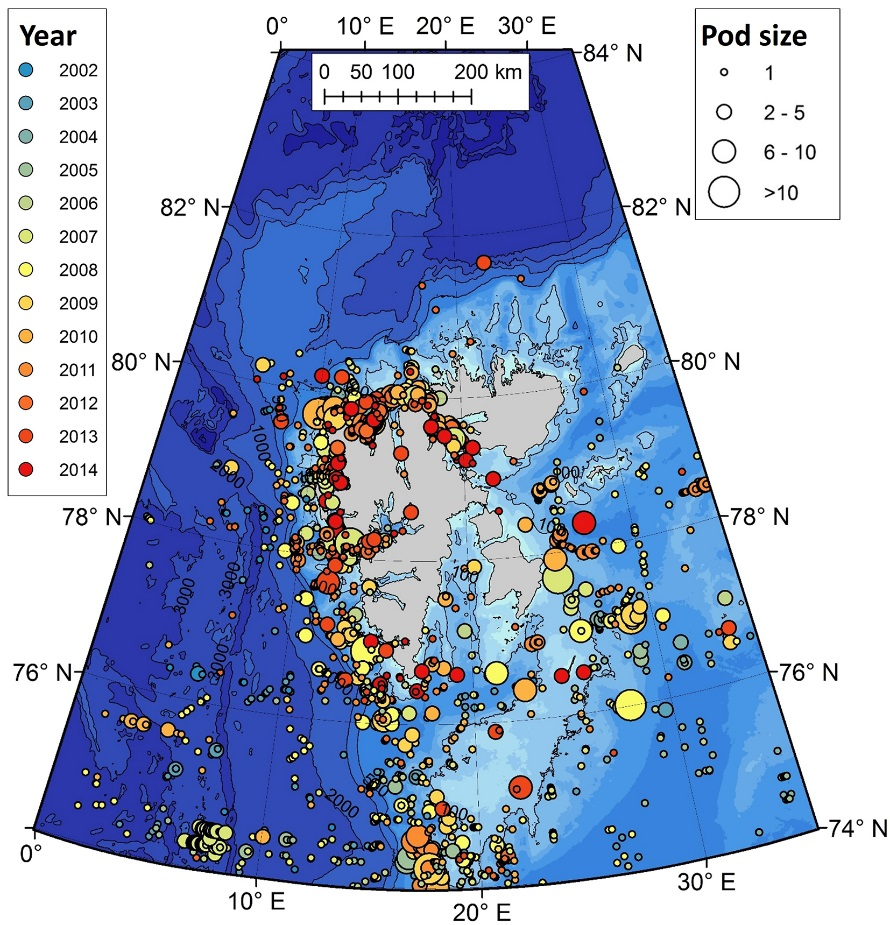 Year
2002
2003
2004
2005
2006
2007
2008
2009
2010
2011
2012
2013
2014
0° 10° E 20° E 30° E
0 50 100 200 km
Pod size
1
2 - 5
6 - 10
>10
84° N
82° N 82° N
80° N 80° N
1000
78° N 78° N
3000
3000
100
76° N 76° N
2000
100
74° N
0°
10° E
20° E
30° E